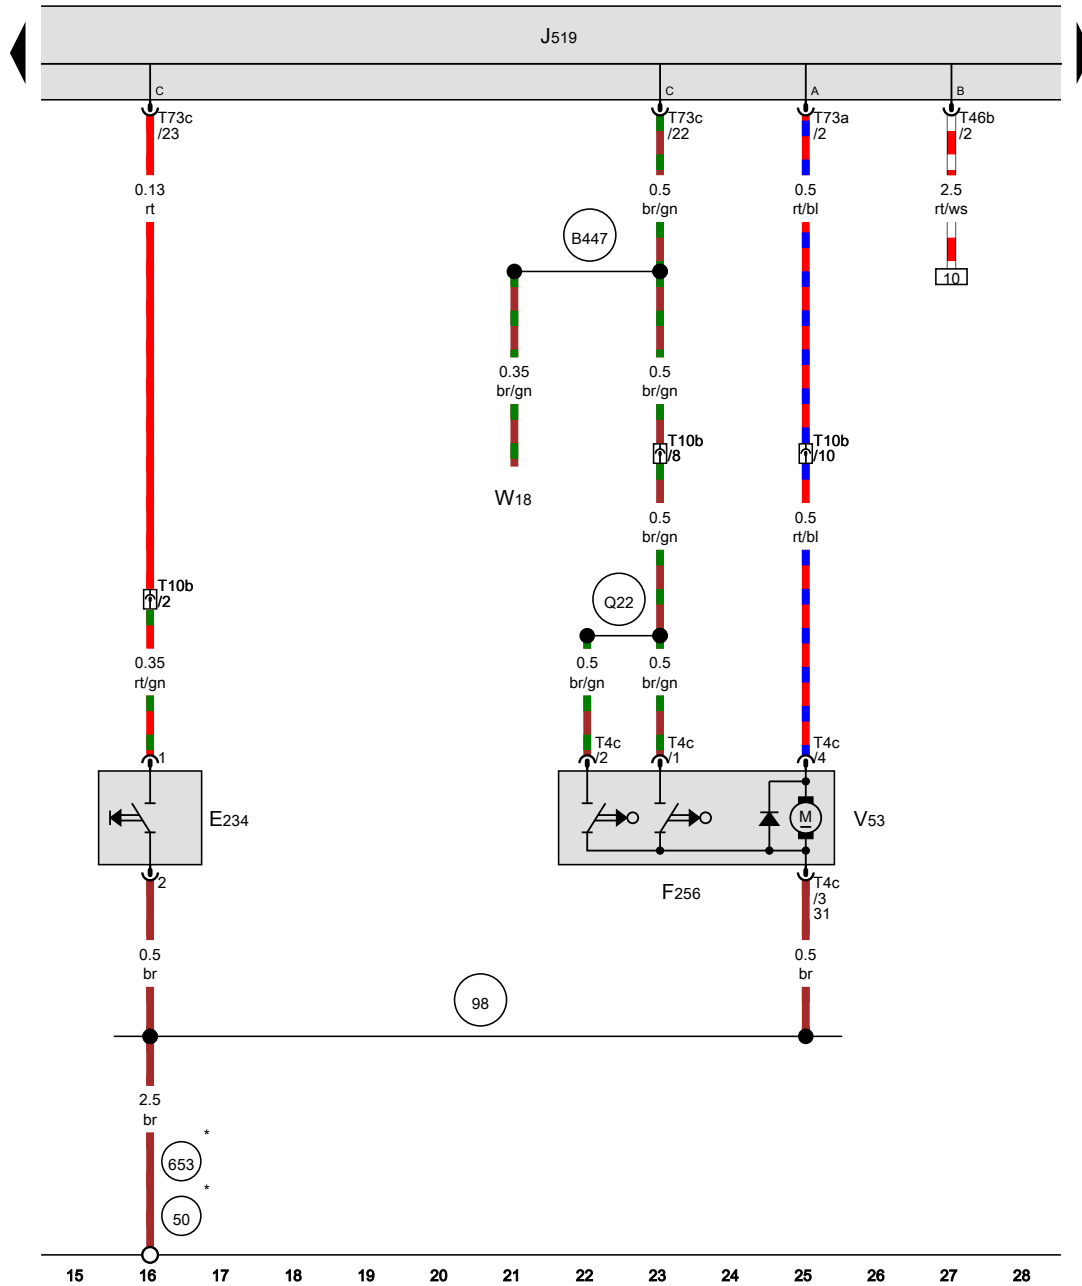 J519
C
C
A
B
T73c
/23
T73c
/22
T73a
/2
T46b
/2
0.13
rt
0.5
br/gn
0.5
rt/bl
2.5
rt/ws
B447
10
0.35
br/gn
0.5
br/gn
T10b
/8
T10b
/10
W18
0.5
br/gn
0.5
rt/bl
T10b
/2
Q22
0.35
rt/gn
0.5
br/gn
0.5
br/gn
1
T4c
/2
T4c
/1
T4c
/4
E234
M
V53
2
F256
T4c
/3
31
0.5
br
0.5
br
98
2.5
br
*
653
*
50
15 16 17 18 19 20 21 22 23 24 25 26 27 28